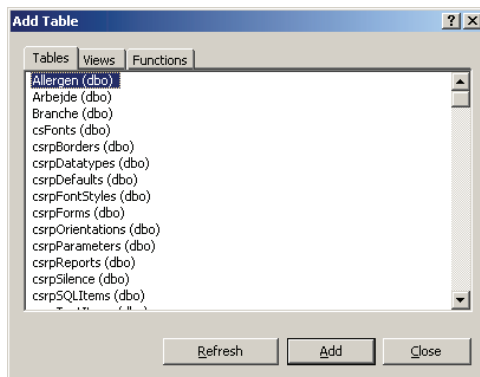 Add Table
Tables Views Functions
Allergen (dbo)
Arbejde (dbo)
Branche (dbo)
csFonts (dbo)
csrpBorders (dbo)
csrpDatatypes (dbo)
csrpDefaults (dbo)
csrpFontStyles (dbo)
csrpForms (dbo)
csrpOrientations (dbo)
csrpParameters (dbo)
csrpReports (dbo)
csrpSilence (dbo)
csrpSQLItems (dbo)
Refresh Add Close